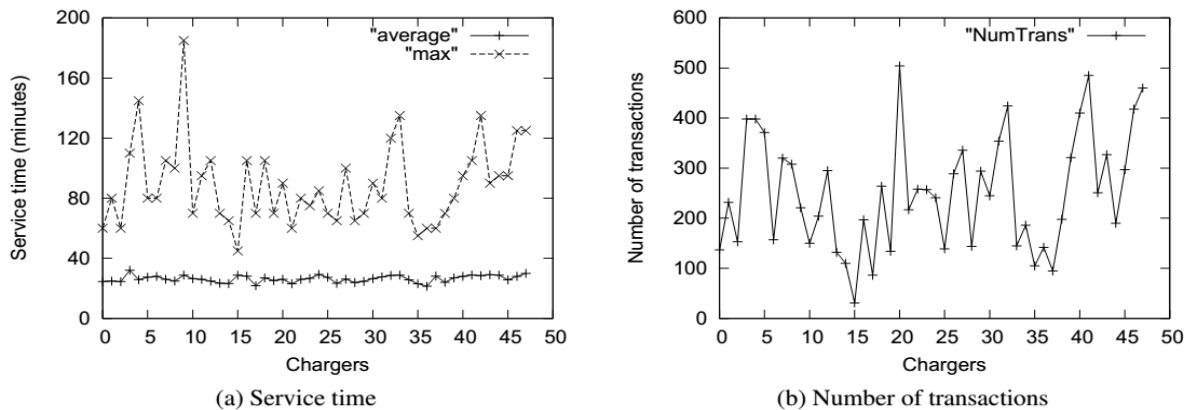 200
160
120
80
40
0
Service time (minutes)
"average"
"max"
0 5 10 15 20 25 30 35 40 45 50
Chargers
(a) Service time
600
500
400
300
200
100
0
Number of transactions
"NumTrans"
0 5 10 15 20 25 30 35 40 45 50
Chargers
(b) Number of transactions